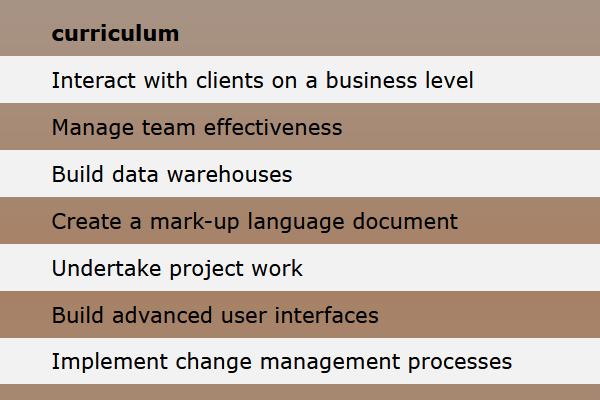 curriculum
Interact with clients on a business level
Manage team effectiveness
Build data warehouses
Create a mark-up language document
Undertake project work
Build advanced user interfaces
Implement change management processes